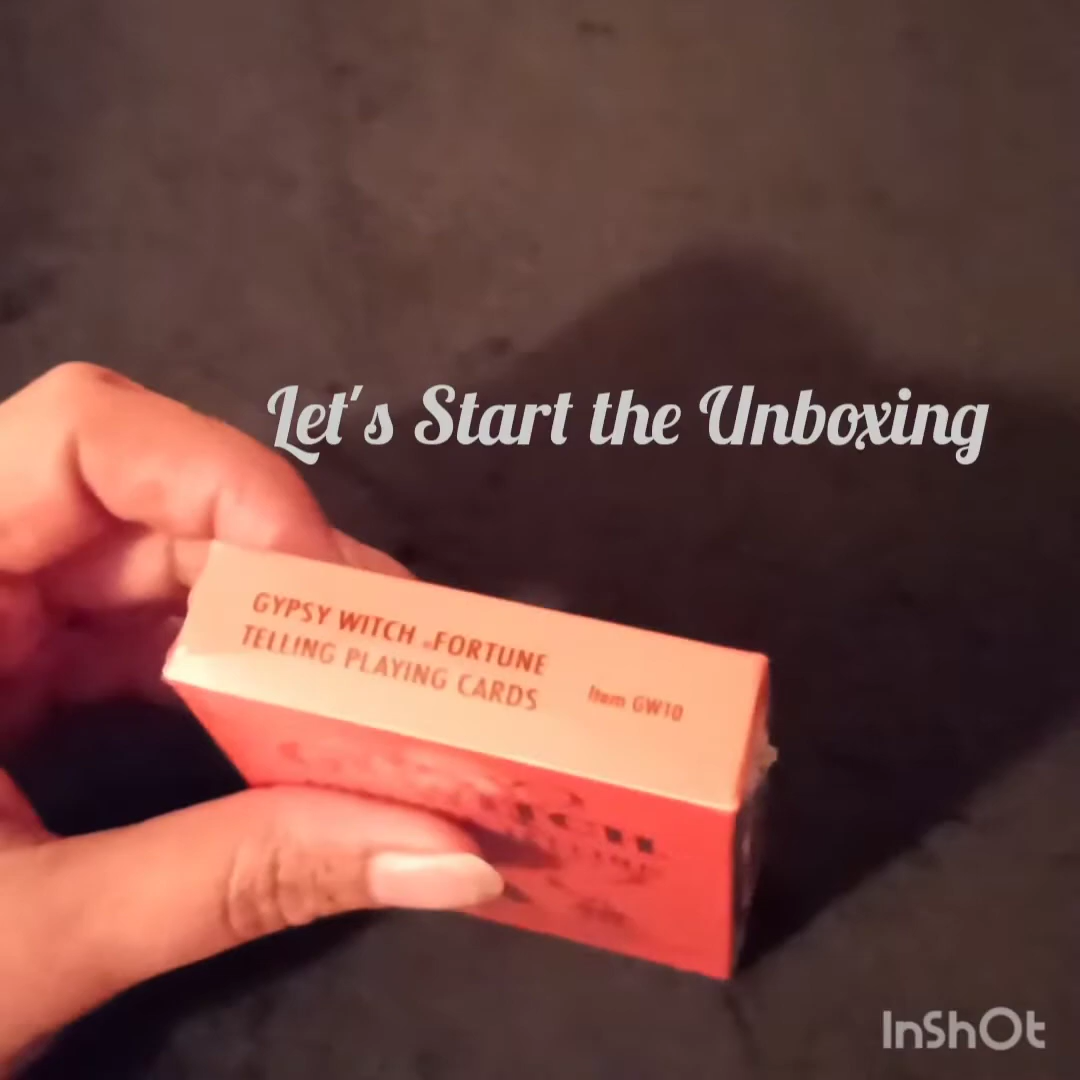 Let's Start the Unboxing
GYPSY WITCH ® FORTUNE
TELLING PLAYING CARDS
Item GW10
InShOt